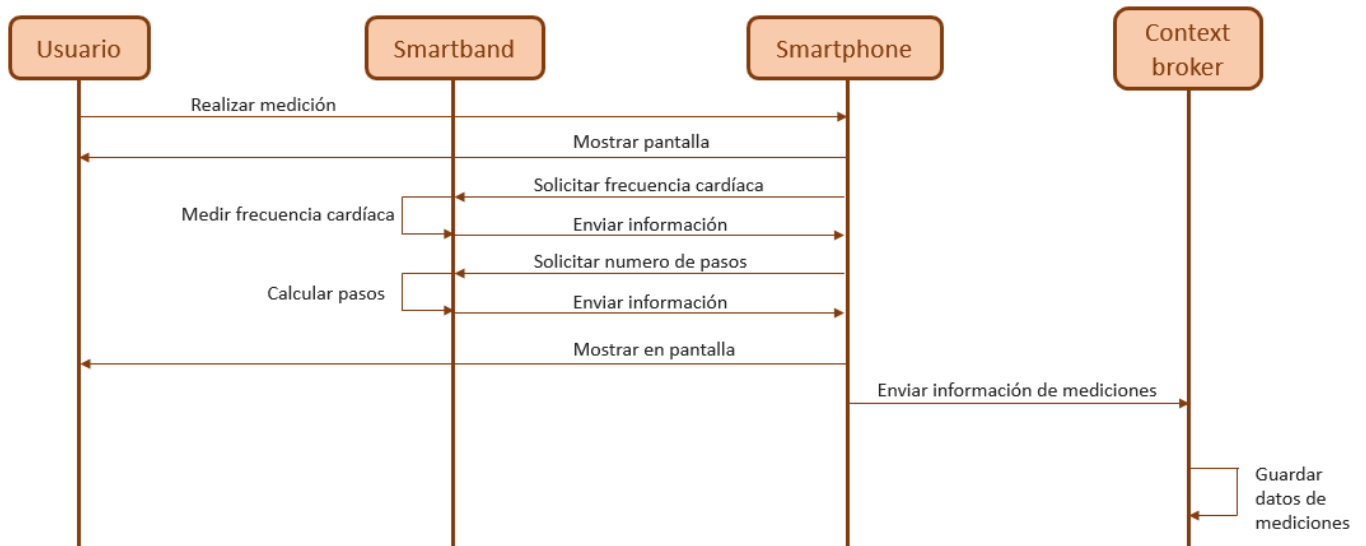 Usuario
Smartband
Smartphone
Context
broker
Realizar medición
Mostrar pantalla
Solicitar frecuencia cardíaca
Medir frecuencia cardíaca
Enviar información
Solicitar numero de pasos
Calcular pasos
Enviar información
Mostrar en pantalla
Enviar información de mediciones
Guardar
datos de
mediciones